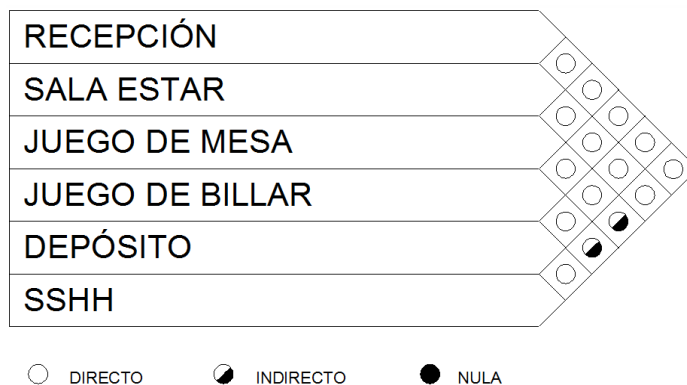 RECEPCIÓN
SALA ESTAR
JUEGO DE MESA
JUEGO DE BILLAR
DEPÓSITO
SSHH
DIRECTO INDIRECTO NULA